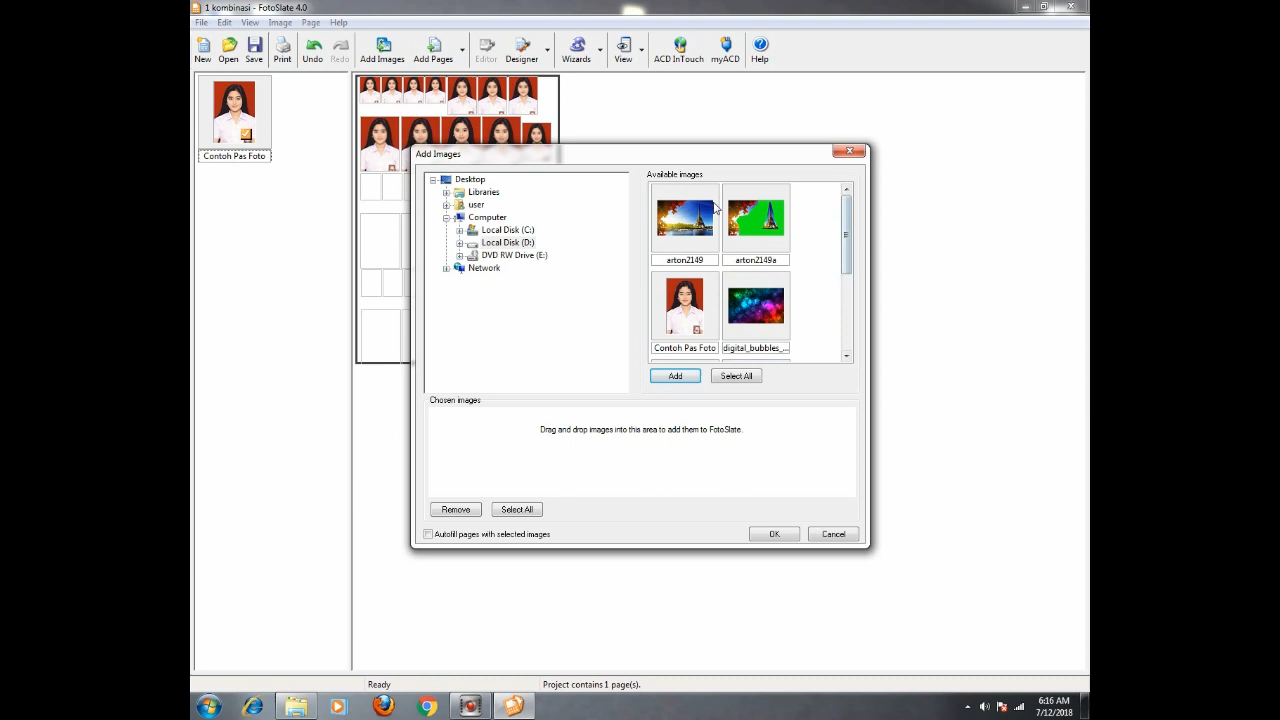 1 kombinasi - FotoSlate 4.0
File Edit View Image Page Help
New Open Save Print Undo Redo Add Images Add Pages Editor Designer Wizards View ACD InTouch myACD Help
Contoh Pas Foto
Add Images
Desktop
Libraries
user
Computer
Local Disk (C:)
Local Disk (D:)
DVD RW Drive (E:)
Network
Available images
arton2149 arton2149a
Contoh Pas Foto digital_bubbles_...
Add Select All
Chosen images
Drag and drop images into this area to add them to FotoSlate.
Remove Select All
Autofill pages with selected images
OK Cancel
Ready Project contains 1 page(s).
6:16 AM
7/12/2018